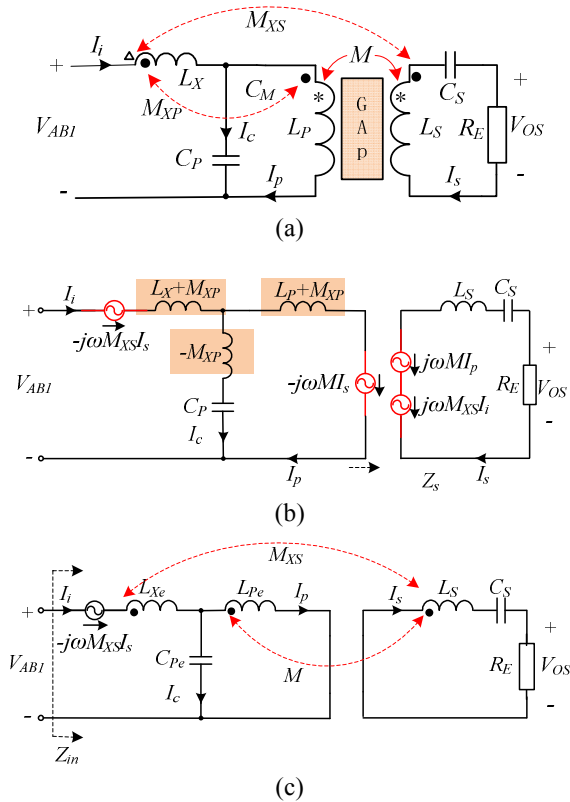 M_XS
I_i
Δ
L_X
M
+
M_XP
C_M
*
*
C_S
+
V_AB1
I_c
L_P
GAp
L_S
R_E
V_OS
C_P
-
I_p
I_s
-
(a)
I_i
L_X+M_XP
L_P+M_XP
L_S
C_S
+
-jωM_XS I_s
-M_XP
+
V_AB1
C_P
-jωMI_s
jωMI_p
jωM_XS I_i
R_E
V_OS
-
I_c
I_p
Z_s
I_s
-
(b)
M_XS
I_i
L_Xe
L_Pe
I_p
I_s
L_S
C_S
+
-jωM_XS I_s
+
V_AB1
C_Pe
M
R_E
V_OS
I_c
-
-
Z_in
(c)